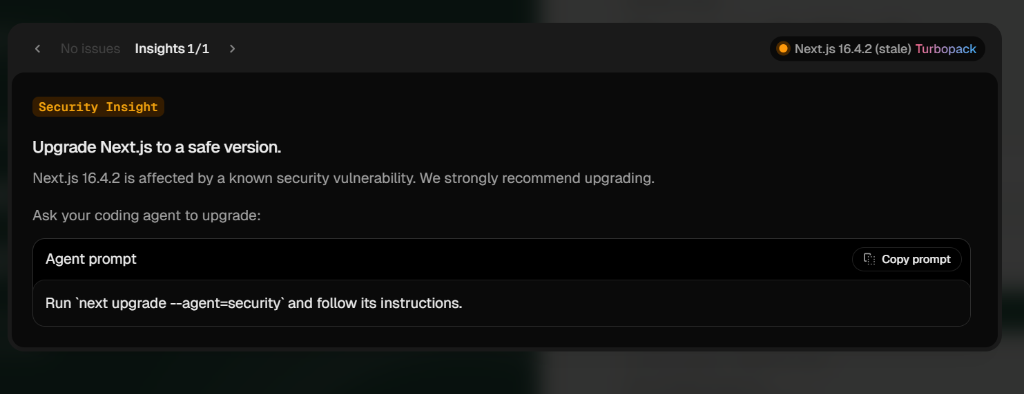 No issues Insights 1/1 Next.js 16.4.2 (stale) Turbopack
Security Insight
Upgrade Next.js to a safe version.
Next.js 16.4.2 is affected by a known security vulnerability. We strongly recommend upgrading.
Ask your coding agent to upgrade:
Agent prompt Copy prompt
Run `next upgrade --agent=security` and follow its instructions.